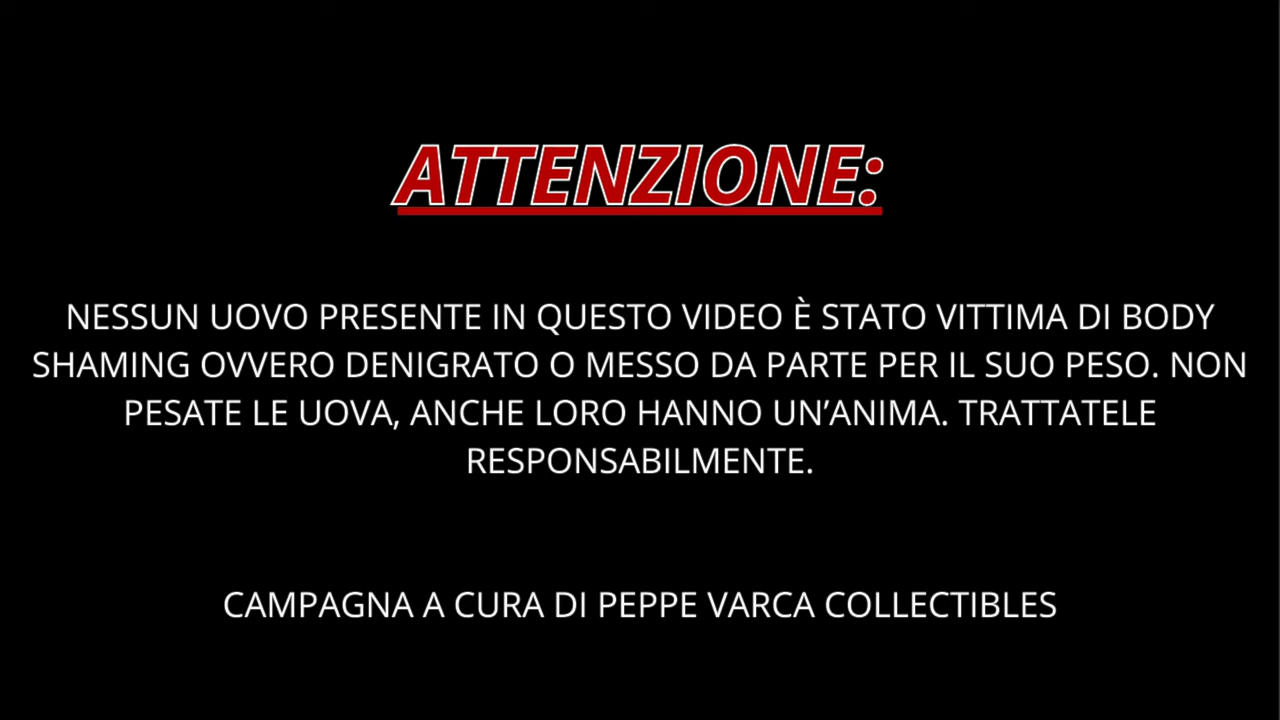 ATTENZIONE:
NESSUN UOVO PRESENTE IN QUESTO VIDEO È STATO VITTIMA DI BODY
SHAMING OVVERO DENIGRATO O MESSO DA PARTE PER IL SUO PESO. NON
PESATE LE UOVA, ANCHE LORO HANNO UN’ANIMA. TRATTATELE
RESPONSABILMENTE.
CAMPAGNA A CURA DI PEPPE VARCA COLLECTIBLES